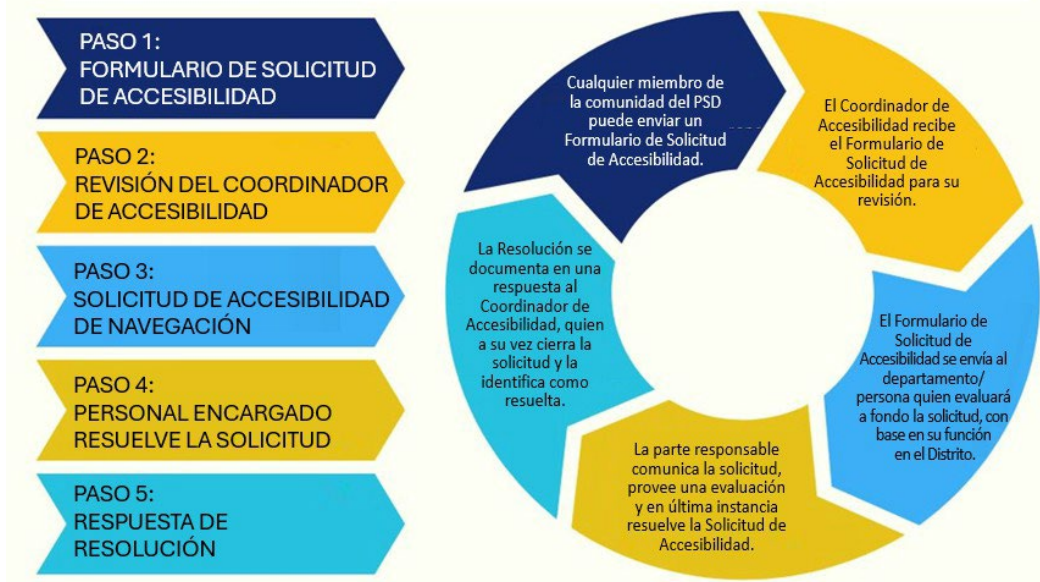 PASO 1:
FORMULARIO DE SOLICITUD
DE ACCESIBILIDAD
PASO 2:
REVISIÓN DEL COORDINADOR
DE ACCESIBILIDAD
PASO 3:
SOLICITUD DE ACCESIBILIDAD
DE NAVEGACIÓN
PASO 4:
PERSONAL ENCARGADO
RESUELVE LA SOLICITUD
PASO 5:
RESPUESTA DE
RESOLUCIÓN
Cualquier miembro de
la comunidad del PSD
puede enviar un
Formulario de Solicitud
de Accesibilidad.
El Coordinador de
Accesibilidad recibe
el Formulario de
Solicitud de
Accesibilidad para su
revisión.
El Formulario de
Solicitud de
Accesibilidad se envía al
departamento/
persona quien evaluará
a fondo la solicitud, con
base en su función
en el Distrito.
La parte responsable
comunica la solicitud,
provee una evaluación
y en última instancia
resuelve la Solicitud de
Accesibilidad.
La Resolución se
documenta en una
respuesta al
Coordinador de
Accesibilidad, quien
a su vez cierra la
solicitud y la
identifica como
resuelta.